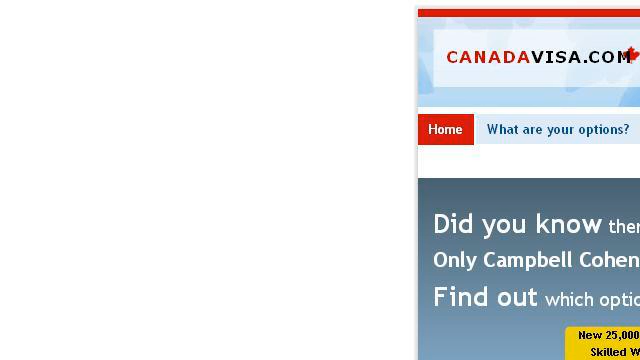 CANADAVISA.COM
Home What are your options?
Did you know
Only Campbell Cohen
Find out which
New 25,000
Skilled